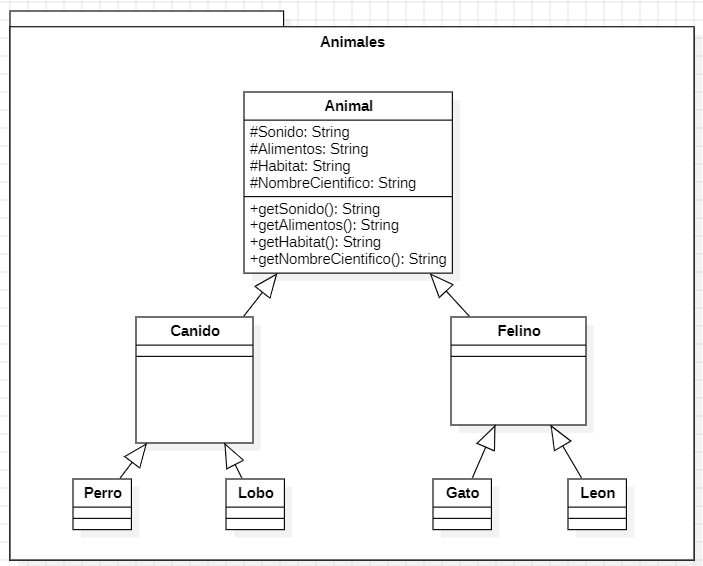 Animales
Animal
#Sonido: String
#Alimentos: String
#Habitat: String
#NombreCientifico: String
+getSonido(): String
+getAlimentos(): String
+getHabitat(): String
+getNombreCientifico(): String
Canido
Felino
Perro
Lobo
Gato
Leon